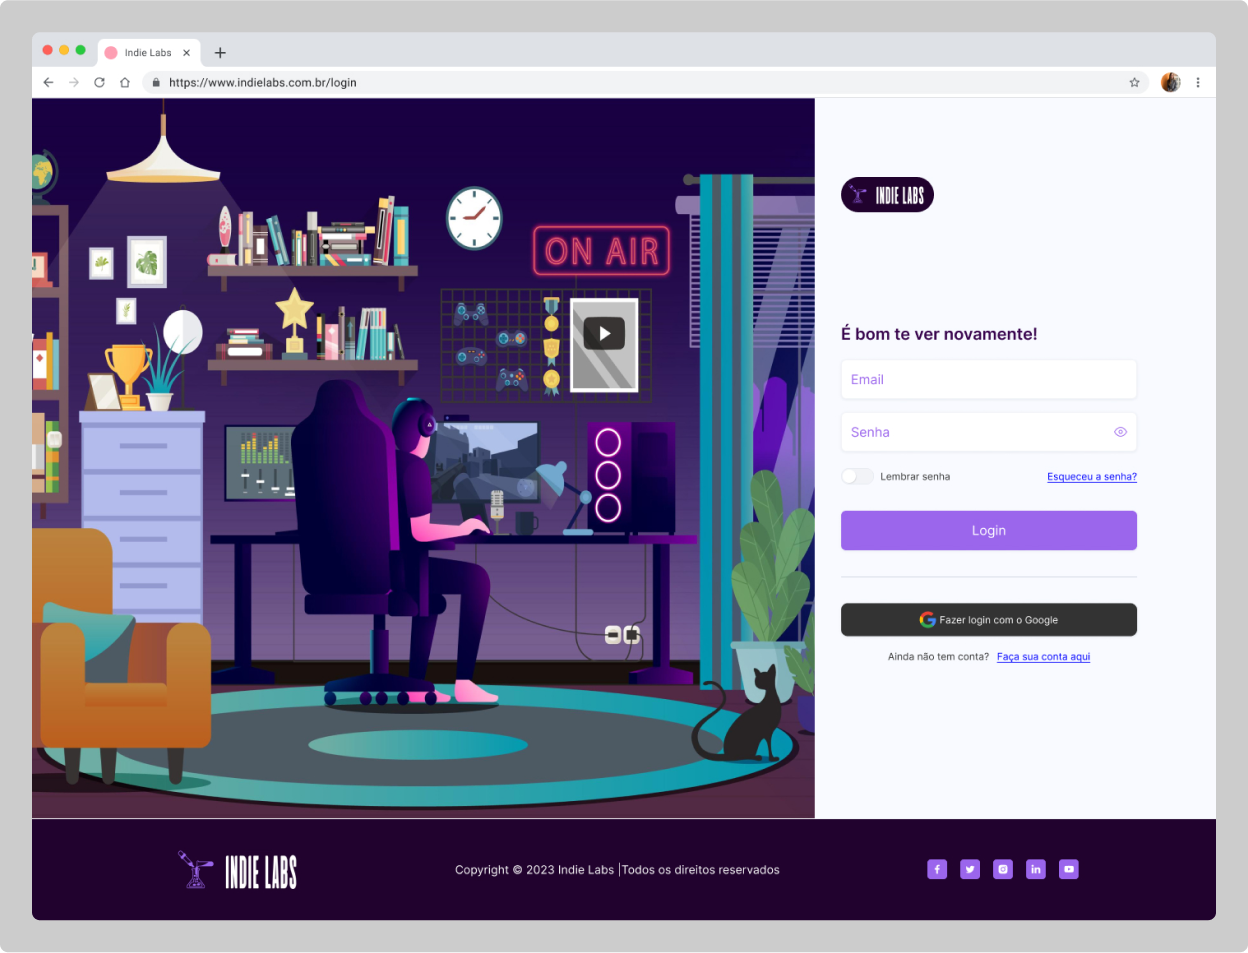 Indie Labs
https://www.indielabs.com.br/login
ON AIR
INDIE LABS
É bom te ver novamente!
Email
Senha
Lembrar senha
Esqueceu a senha?
Login
Fazer login com o Google
Ainda não tem conta? Faça sua conta aqui
INDIE LABS
Copyright © 2023 Indie Labs |Todos os direitos reservados